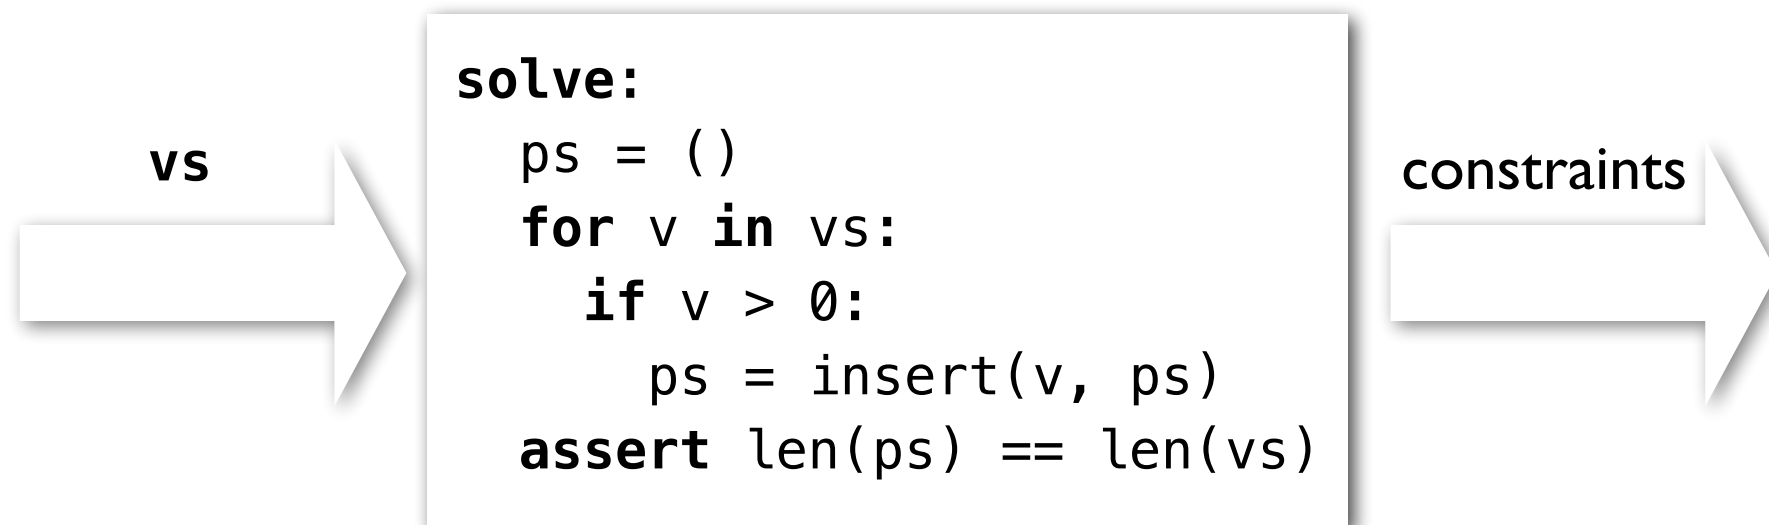 vs
solve:
  ps = ()
  for v in vs:
    if v > 0:
      ps = insert(v, ps)
  assert len(ps) == len(vs)
constraints